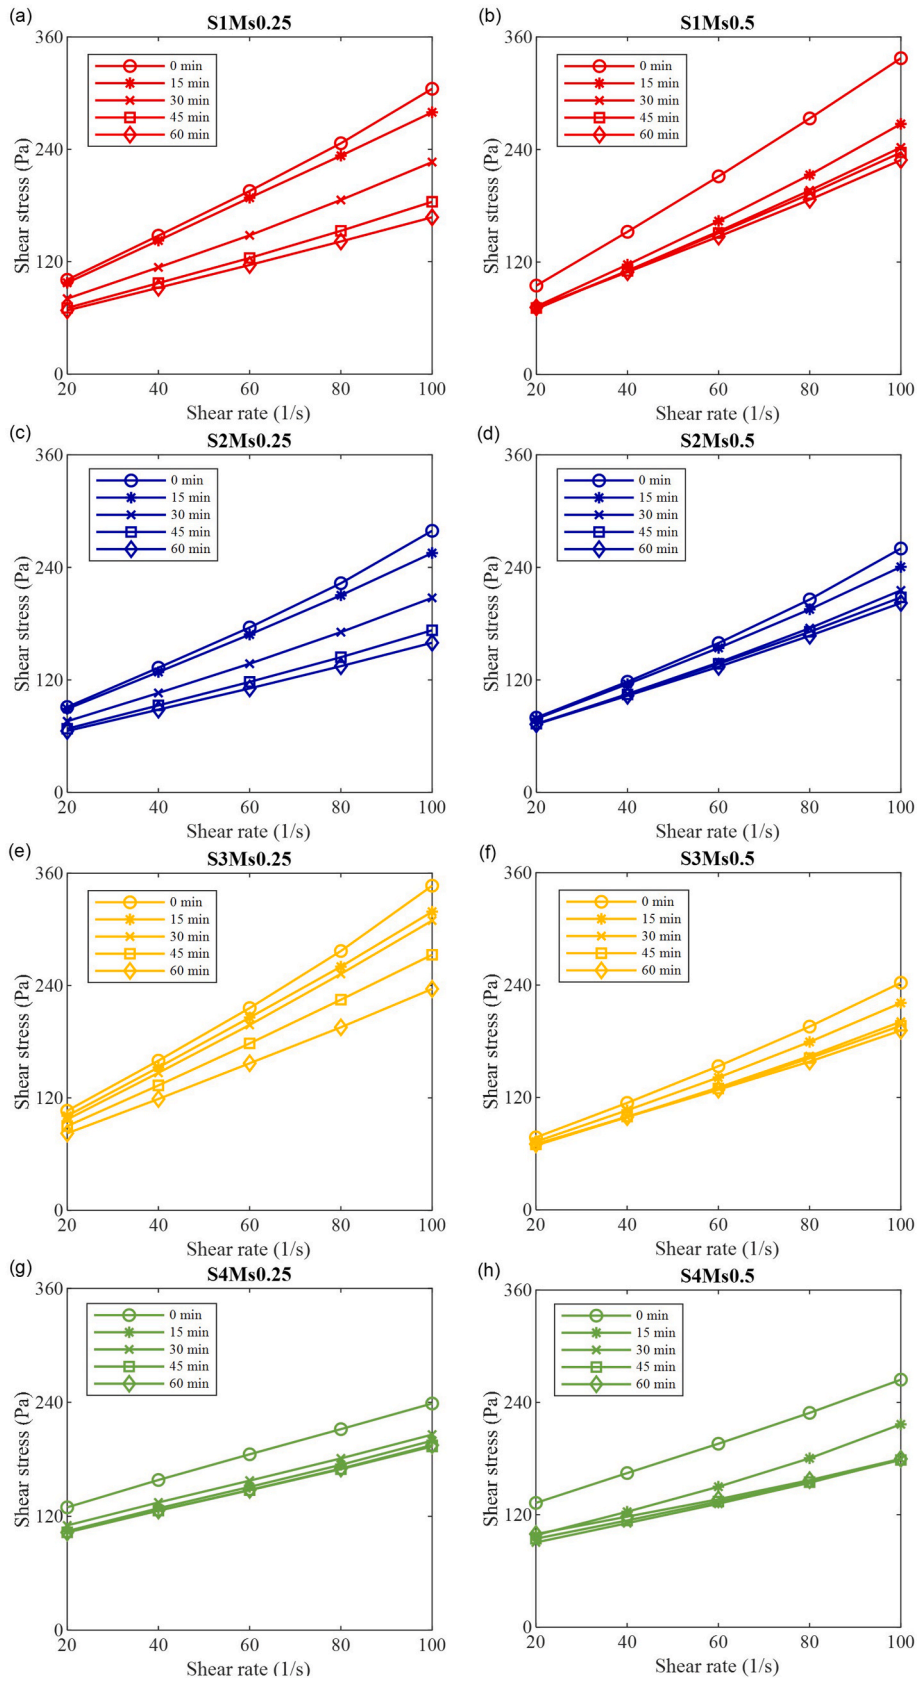 (a)
S1Ms0.25
360
240
120
0
Shear stress (Pa)
0 min
15 min
30 min
45 min
60 min
20 40 60 80 100
Shear rate (1/s)
(b)
S1Ms0.5
360
240
120
0
Shear stress (Pa)
0 min
15 min
30 min
45 min
60 min
20 40 60 80 100
Shear rate (1/s)
(c)
S2Ms0.25
360
240
120
0
Shear stress (Pa)
0 min
15 min
30 min
45 min
60 min
20 40 60 80 100
Shear rate (1/s)
(d)
S2Ms0.5
360
240
120
0
Shear stress (Pa)
0 min
15 min
30 min
45 min
60 min
20 40 60 80 100
Shear rate (1/s)
(e)
S3Ms0.25
360
240
120
0
Shear stress (Pa)
0 min
15 min
30 min
45 min
60 min
20 40 60 80 100
Shear rate (1/s)
(f)
S3Ms0.5
360
240
120
0
Shear stress (Pa)
0 min
15 min
30 min
45 min
60 min
20 40 60 80 100
Shear rate (1/s)
(g)
S4Ms0.25
360
240
120
0
Shear stress (Pa)
0 min
15 min
30 min
45 min
60 min
20 40 60 80 100
Shear rate (1/s)
(h)
S4Ms0.5
360
240
120
0
Shear stress (Pa)
0 min
15 min
30 min
45 min
60 min
20 40 60 80 100
Shear rate (1/s)